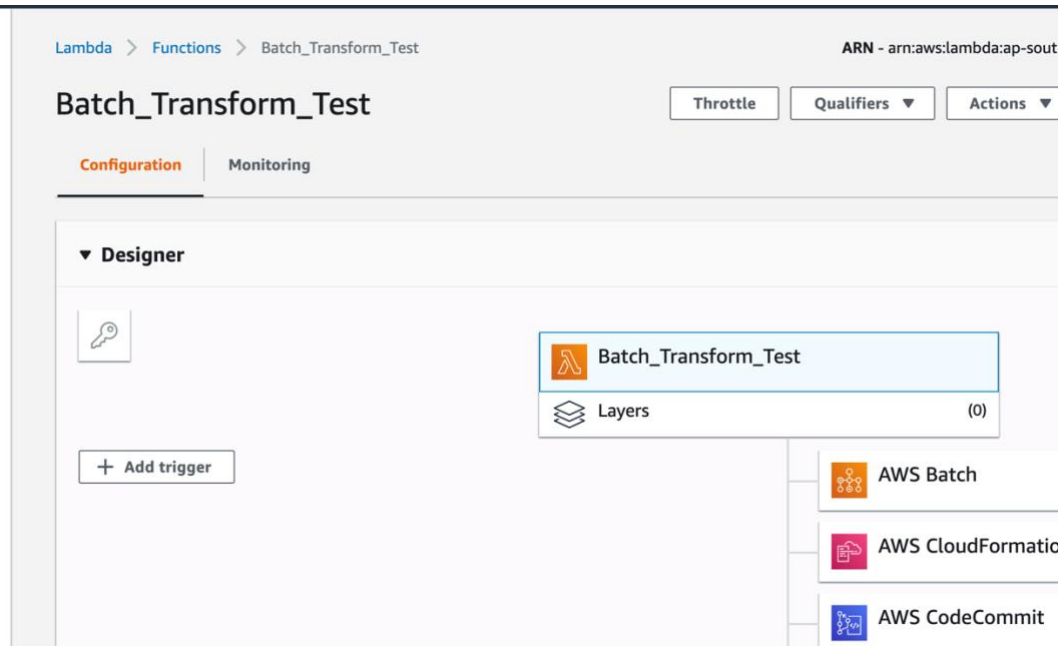 Lambda > Functions > Batch_Transform_Test ARN - arn:aws:lambda:ap-sout
Batch_Transform_Test Throttle Qualifiers ▼ Actions ▼
Configuration Monitoring
▼ Designer
Batch_Transform_Test
Layers (0)
+ Add trigger
AWS Batch
AWS CloudFormatio
AWS CodeCommit